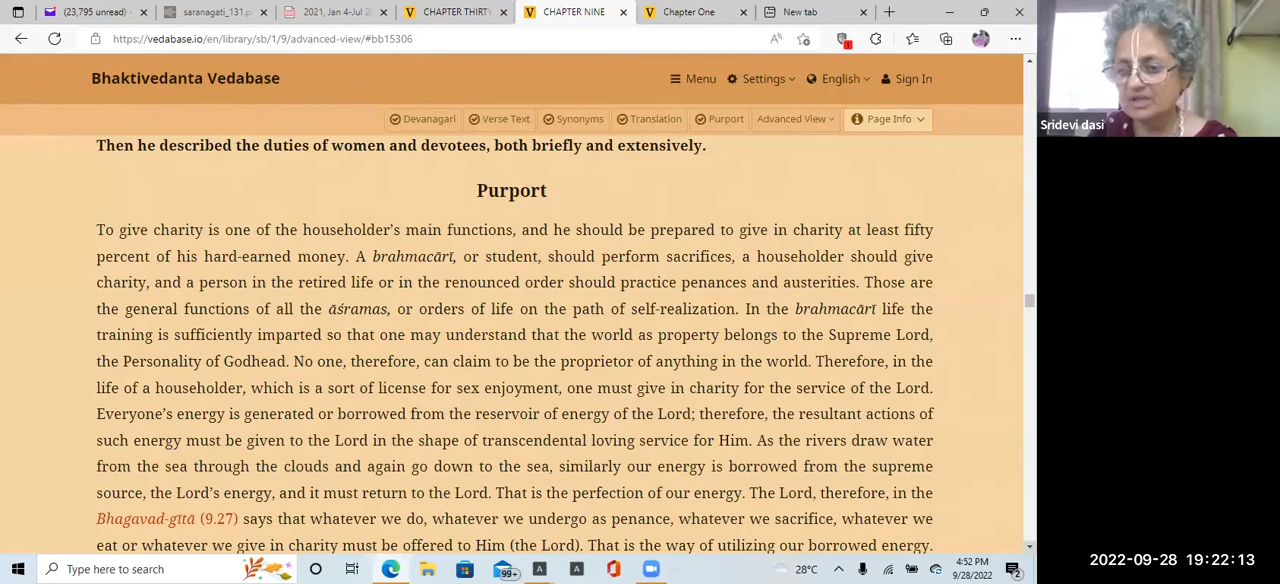 (23,795 unread) -
saranagati_131.p
2021, Jan 4-Jul 2
CHAPTER THIRTY
CHAPTER NINE
Chapter One
New tab
https://vedabase.io/en/library/sb/1/9/advanced-view/#bb15306
Bhaktivedanta Vedabase
Menu
Settings
English
Sign In
Devanagari
Verse Text
Synonyms
Translation
Purport
Advanced View
Page Info
Sridevi dasi
Then he described the duties of women and devotees, both briefly and extensively.
Purport
To give charity is one of the householder’s main functions, and he should be prepared to give in charity at least fifty
percent of his hard-earned money. A brahmacārī, or student, should perform sacrifices, a householder should give
charity, and a person in the retired life or in the renounced order should practice penances and austerities. Those are
the general functions of all the āśramas, or orders of life on the path of self-realization. In the brahmacārī life the
training is sufficiently imparted so that one may understand that the world as property belongs to the Supreme Lord,
the Personality of Godhead. No one, therefore, can claim to be the proprietor of anything in the world. Therefore, in the
life of a householder, which is a sort of license for sex enjoyment, one must give in charity for the service of the Lord.
Everyone’s energy is generated or borrowed from the reservoir of energy of the Lord; therefore, the resultant actions of
such energy must be given to the Lord in the shape of transcendental loving service for Him. As the rivers draw water
from the sea through the clouds and again go down to the sea, similarly our energy is borrowed from the supreme
source, the Lord’s energy, and it must return to the Lord. That is the perfection of our energy. The Lord, therefore, in the
Bhagavad-gītā (9.27) says that whatever we do, whatever we undergo as penance, whatever we sacrifice, whatever we
eat or whatever we give in charity must be offered to Him (the Lord). That is the way of utilizing our borrowed energy.
Type here to search
99+
28°C
4:52 PM
9/28/2022
2
2022-09-28 19:22:13